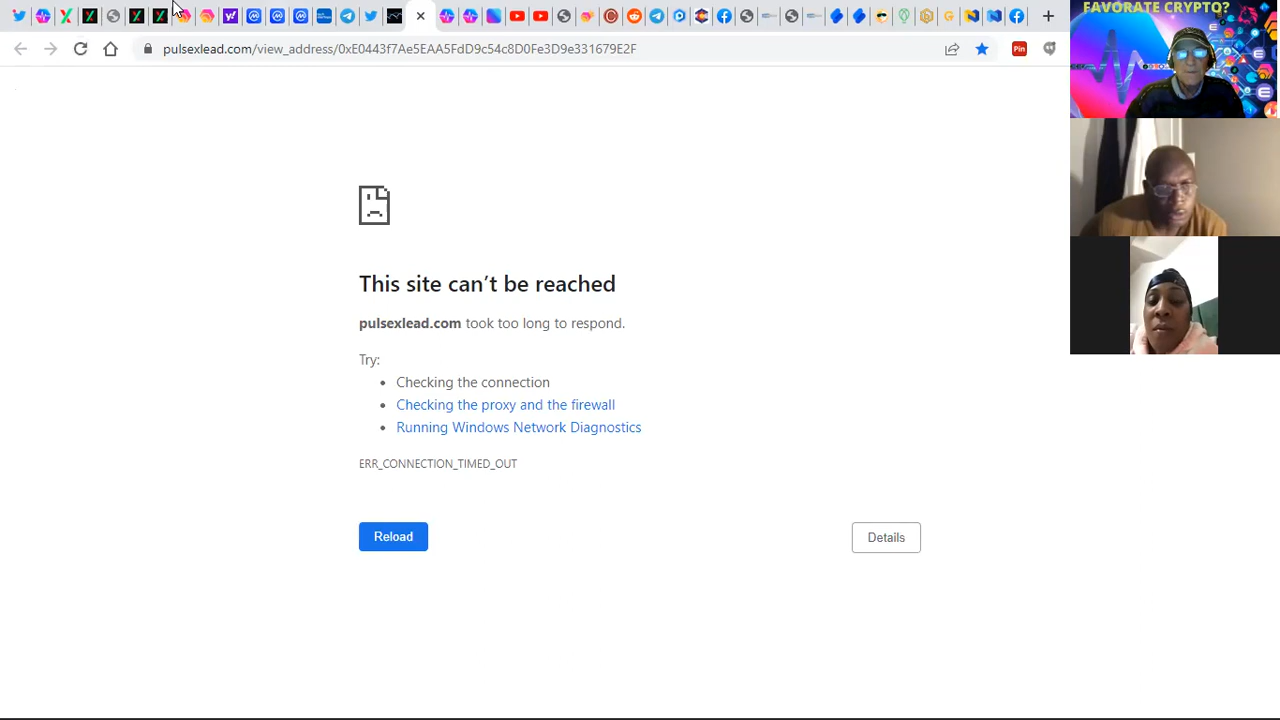 FAVORATE CRYPTO?
pulsexlead.com/view_address/0xE0443f7Ae5EAA5FdD9c54c8D0Fe3D9e331679E2F
Pin
This site can't be reached
pulsexlead.com took too long to respond.
Try:
• Checking the connection
• Checking the proxy and the firewall
• Running Windows Network Diagnostics
ERR_CONNECTION_TIMED_OUT
Reload
Details